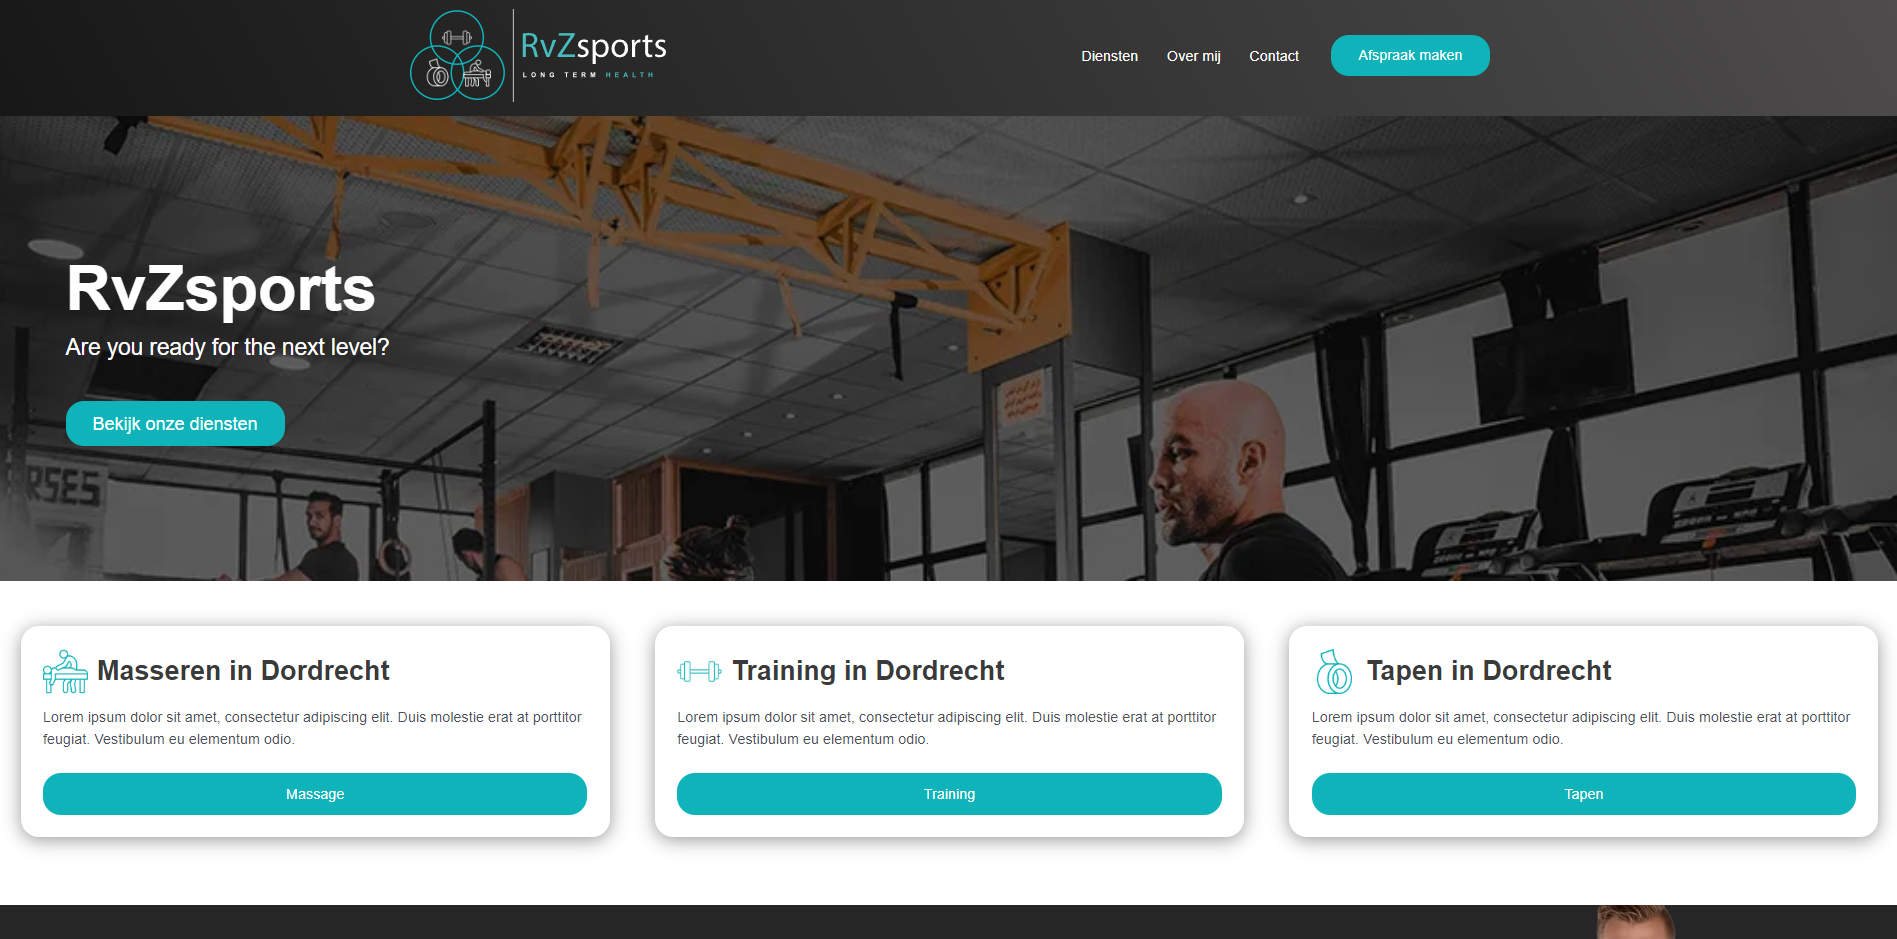 RvZsports
LONG TERM HEALTH
Diensten
Over mij
Contact
Afspraak maken
RvZsports
Are you ready for the next level?
Bekijk onze diensten
RSES
Masseren in Dordrecht
Lorem ipsum dolor sit amet, consectetur adipiscing elit. Duis molestie erat at porttitor
feugiat. Vestibulum eu elementum odio.
Massage
Training in Dordrecht
Lorem ipsum dolor sit amet, consectetur adipiscing elit. Duis molestie erat at porttitor
feugiat. Vestibulum eu elementum odio.
Training
Tapen in Dordrecht
Lorem ipsum dolor sit amet, consectetur adipiscing elit. Duis molestie erat at porttitor
feugiat. Vestibulum eu elementum odio.
Tapen